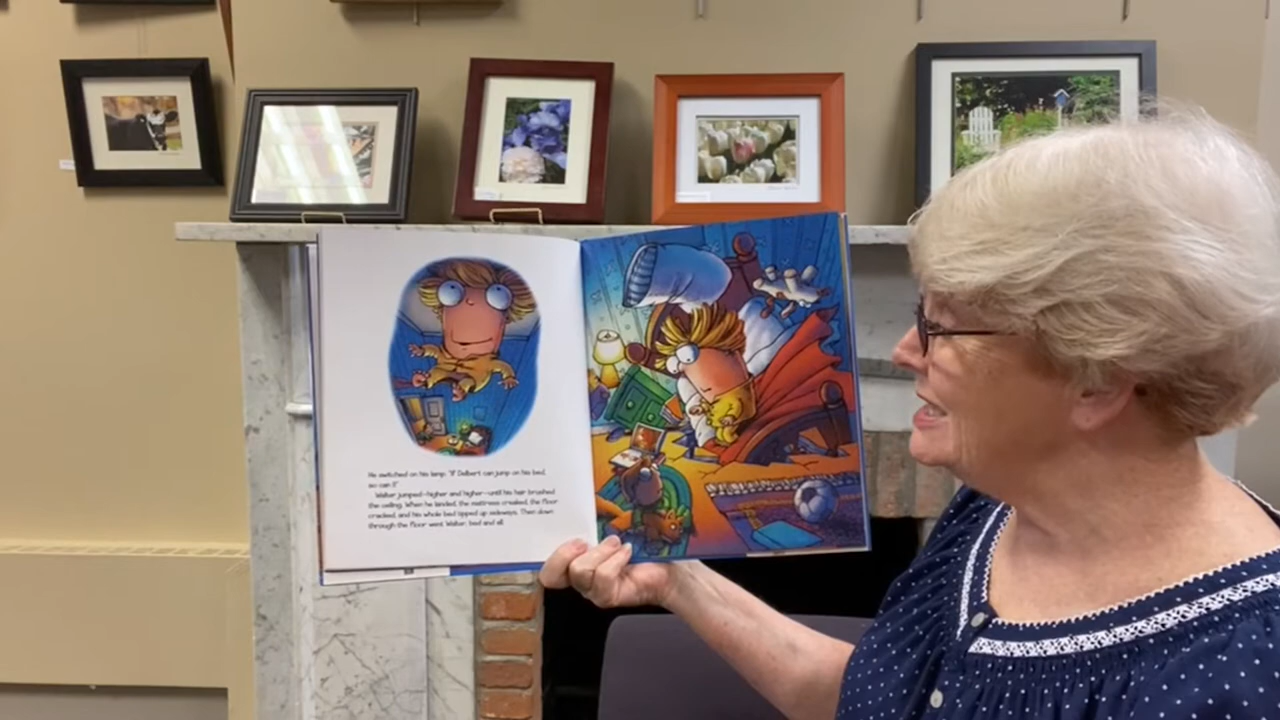 He switched on his lamp. "If Delbert can jump on his bed,
so can I!"
Walter jumped—higher and higher—until his hair brushed
the ceiling. When he landed, the mattress creaked, the floor
cracked, and his whole bed tipped up sideways. Then down
through the floor went Walter, bed and all.